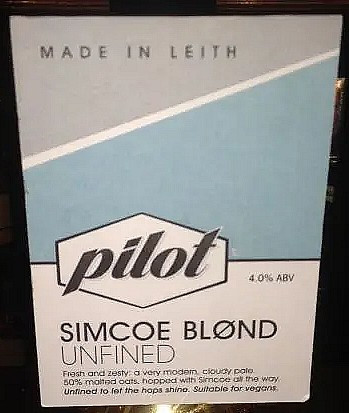 MADE IN LEITH
pilot
4.0% ABV
SIMCOE BLØND
UNFINED
Fresh and zesty: a very modern, cloudy pale.
50% malted oats, hopped with Simcoe all the way.
Unfined to let the hops shine. Suitable for vegans.